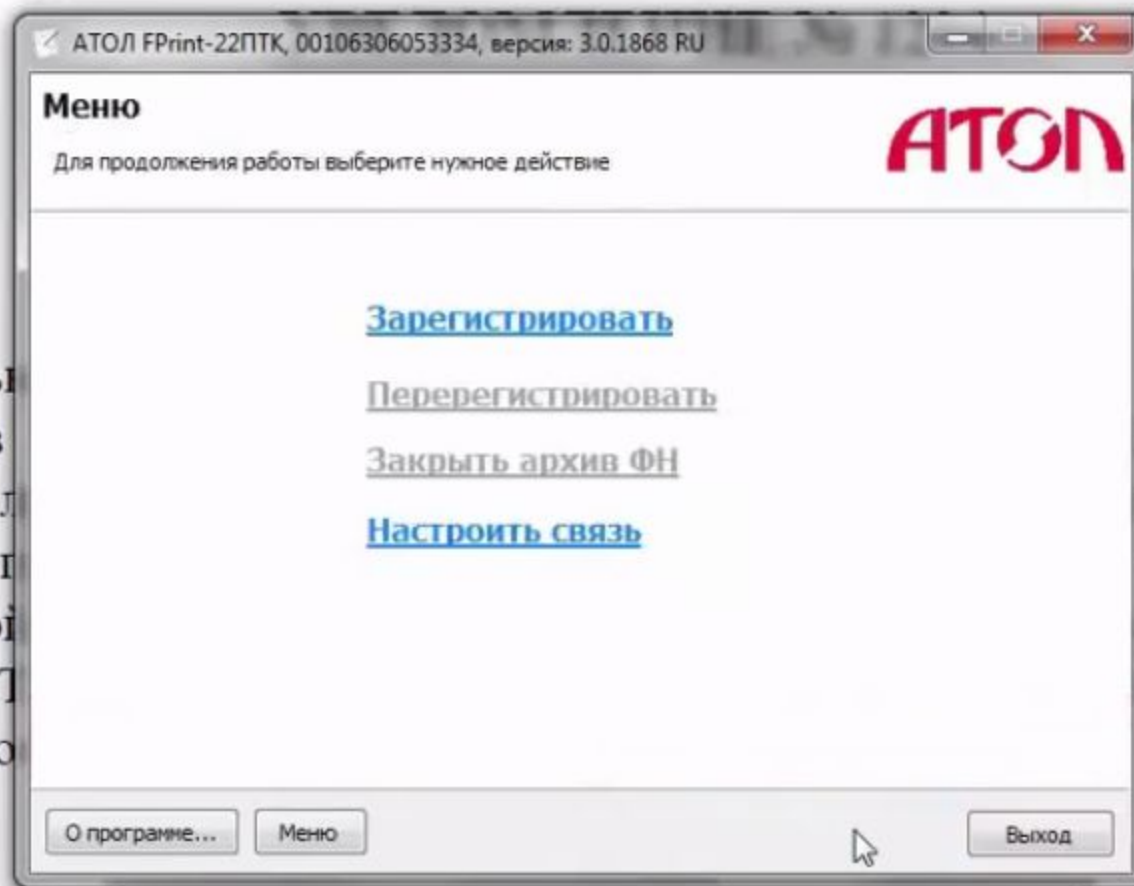 АТОЛ FPrint-22ПТК, 00106306053334, версия: 3.0.1868 RU
Меню
АТОЛ
Для продолжения работы выберите нужное действие
Зарегистрировать
Перерегистрировать
Закрыть архив ФН
Настроить связь
О программе...
Меню
Выход